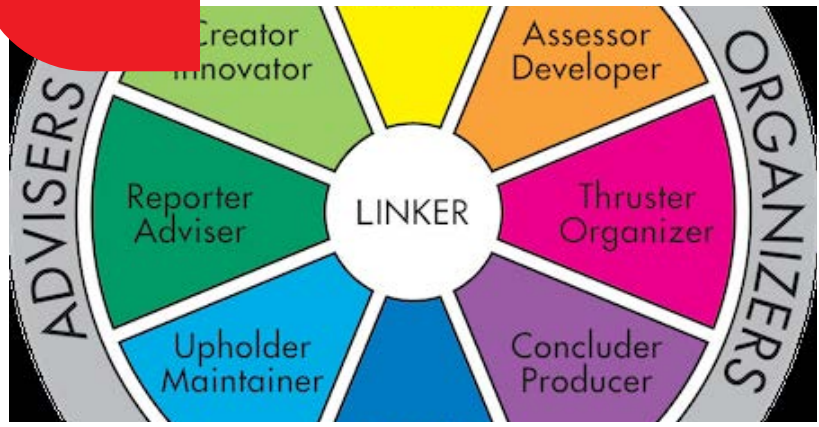 Creator
Innovator
Assessor
Developer
ADVISERS
ORGANIZERS
Reporter
Adviser
LINKER
Thruster
Organizer
Upholder
Maintainer
Concluder
Producer